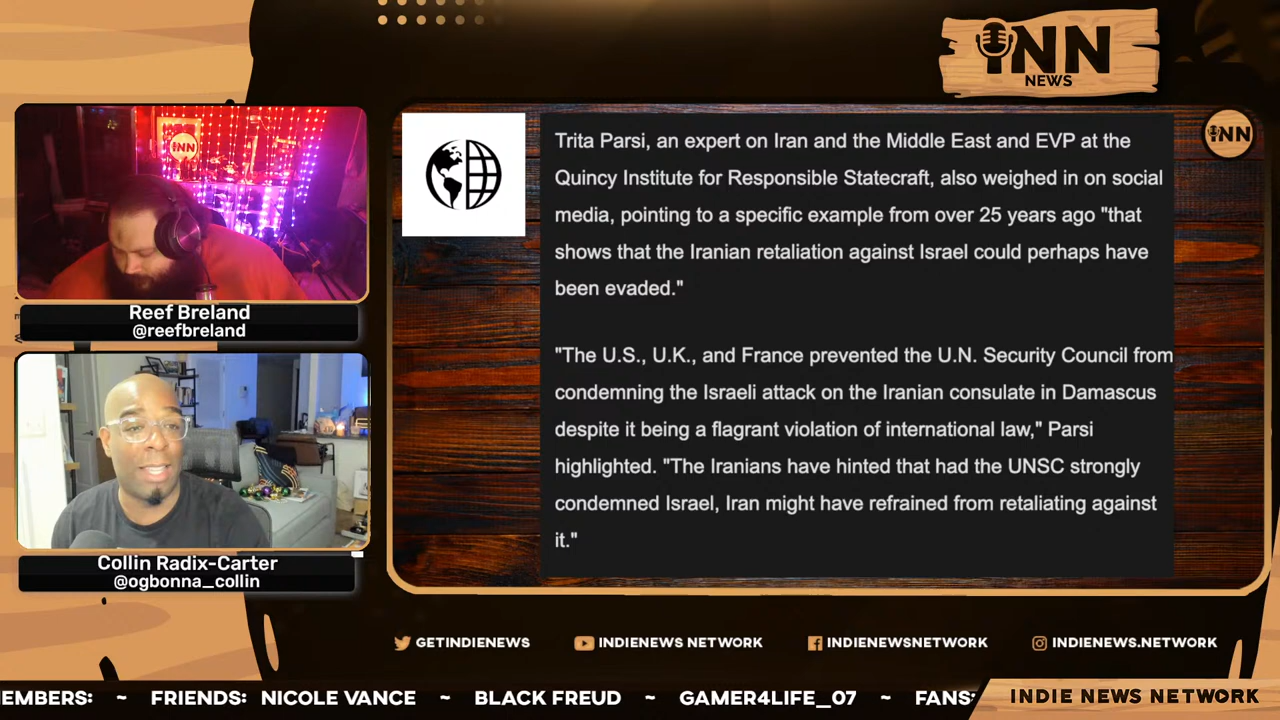 iNN
NEWS
iNN
iNN
Trita Parsi, an expert on Iran and the Middle East and EVP at the
Quincy Institute for Responsible Statecraft, also weighed in on social
media, pointing to a specific example from over 25 years ago "that
shows that the Iranian retaliation against Israel could perhaps have
been evaded."
"The U.S., U.K., and France prevented the U.N. Security Council from
condemning the Israeli attack on the Iranian consulate in Damascus
despite it being a flagrant violation of international law," Parsi
highlighted. "The Iranians have hinted that had the UNSC strongly
condemned Israel, Iran might have refrained from retaliating against
it."
Reef Breland
@reefbreland
Collin Radix-Carter
@ogbonna_collin
GETINDIENEWS
INDIENEWS NETWORK
INDIENEWSNETWORK
INDIENEWS.NETWORK
EMBERS: ~ FRIENDS: NICOLE VANCE ~ BLACK FREUD ~ GAMER4LIFE_07 ~ FANS:
INDIE NEWS NETWORK